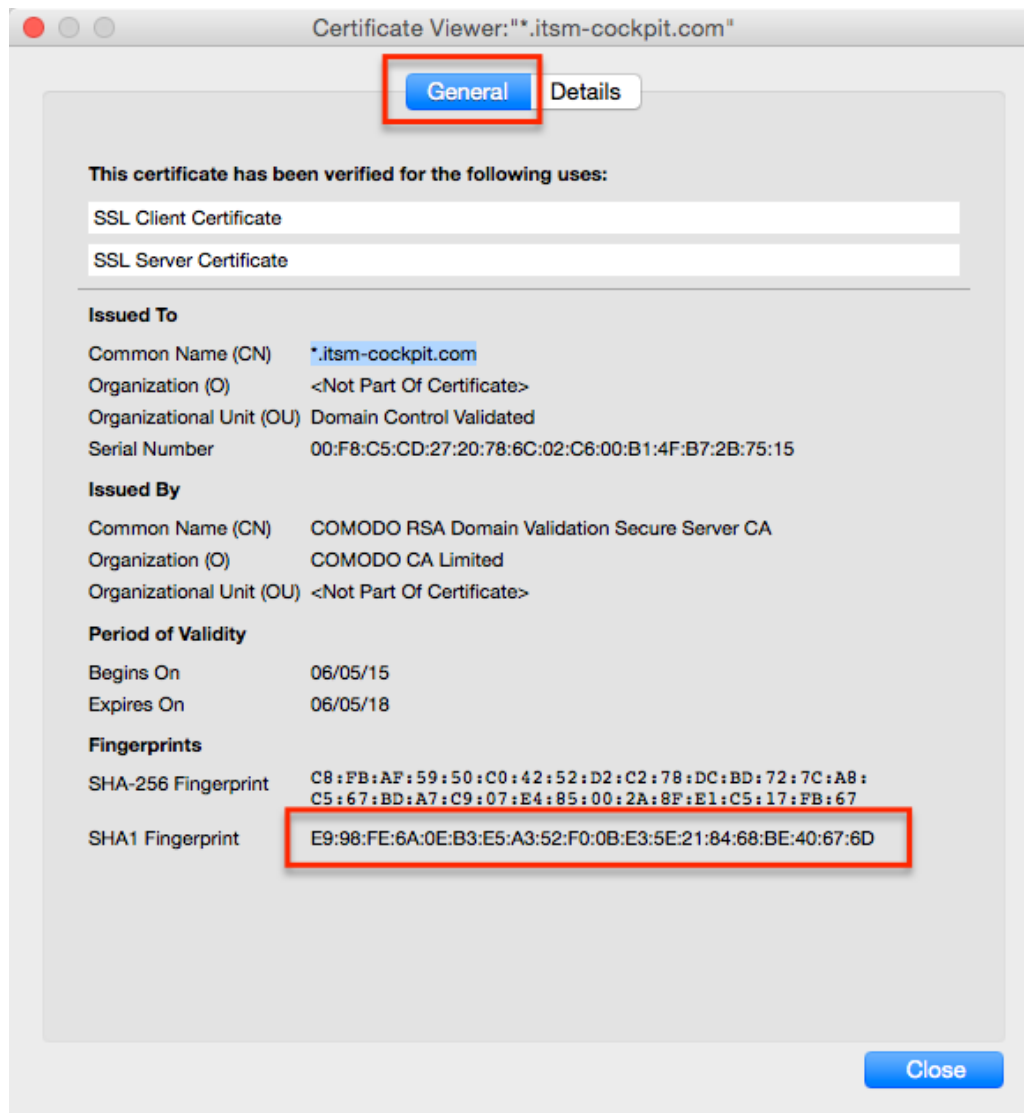 Certificate Viewer:"*.itsm-cockpit.com"
General Details
This certificate has been verified for the following uses:
SSL Client Certificate
SSL Server Certificate
Issued To
Common Name (CN) *.itsm-cockpit.com
Organization (O) <Not Part Of Certificate>
Organizational Unit (OU) Domain Control Validated
Serial Number 00:F8:C5:CD:27:20:78:6C:02:C6:00:B1:4F:B7:2B:75:15
Issued By
Common Name (CN) COMODO RSA Domain Validation Secure Server CA
Organization (O) COMODO CA Limited
Organizational Unit (OU) <Not Part Of Certificate>
Period of Validity
Begins On 06/05/15
Expires On 06/05/18
Fingerprints
SHA-256 Fingerprint C8:FB:AF:59:50:C0:42:52:D2:C2:78:DC:BD:72:7C:A8:
C5:67:BD:A7:C9:07:E4:85:00:2A:8F:E1:C5:17:FB:67
SHA1 Fingerprint E9:98:FE:6A:0E:B3:E5:A3:52:F0:0B:E3:5E:21:84:68:BE:40:67:6D
Close